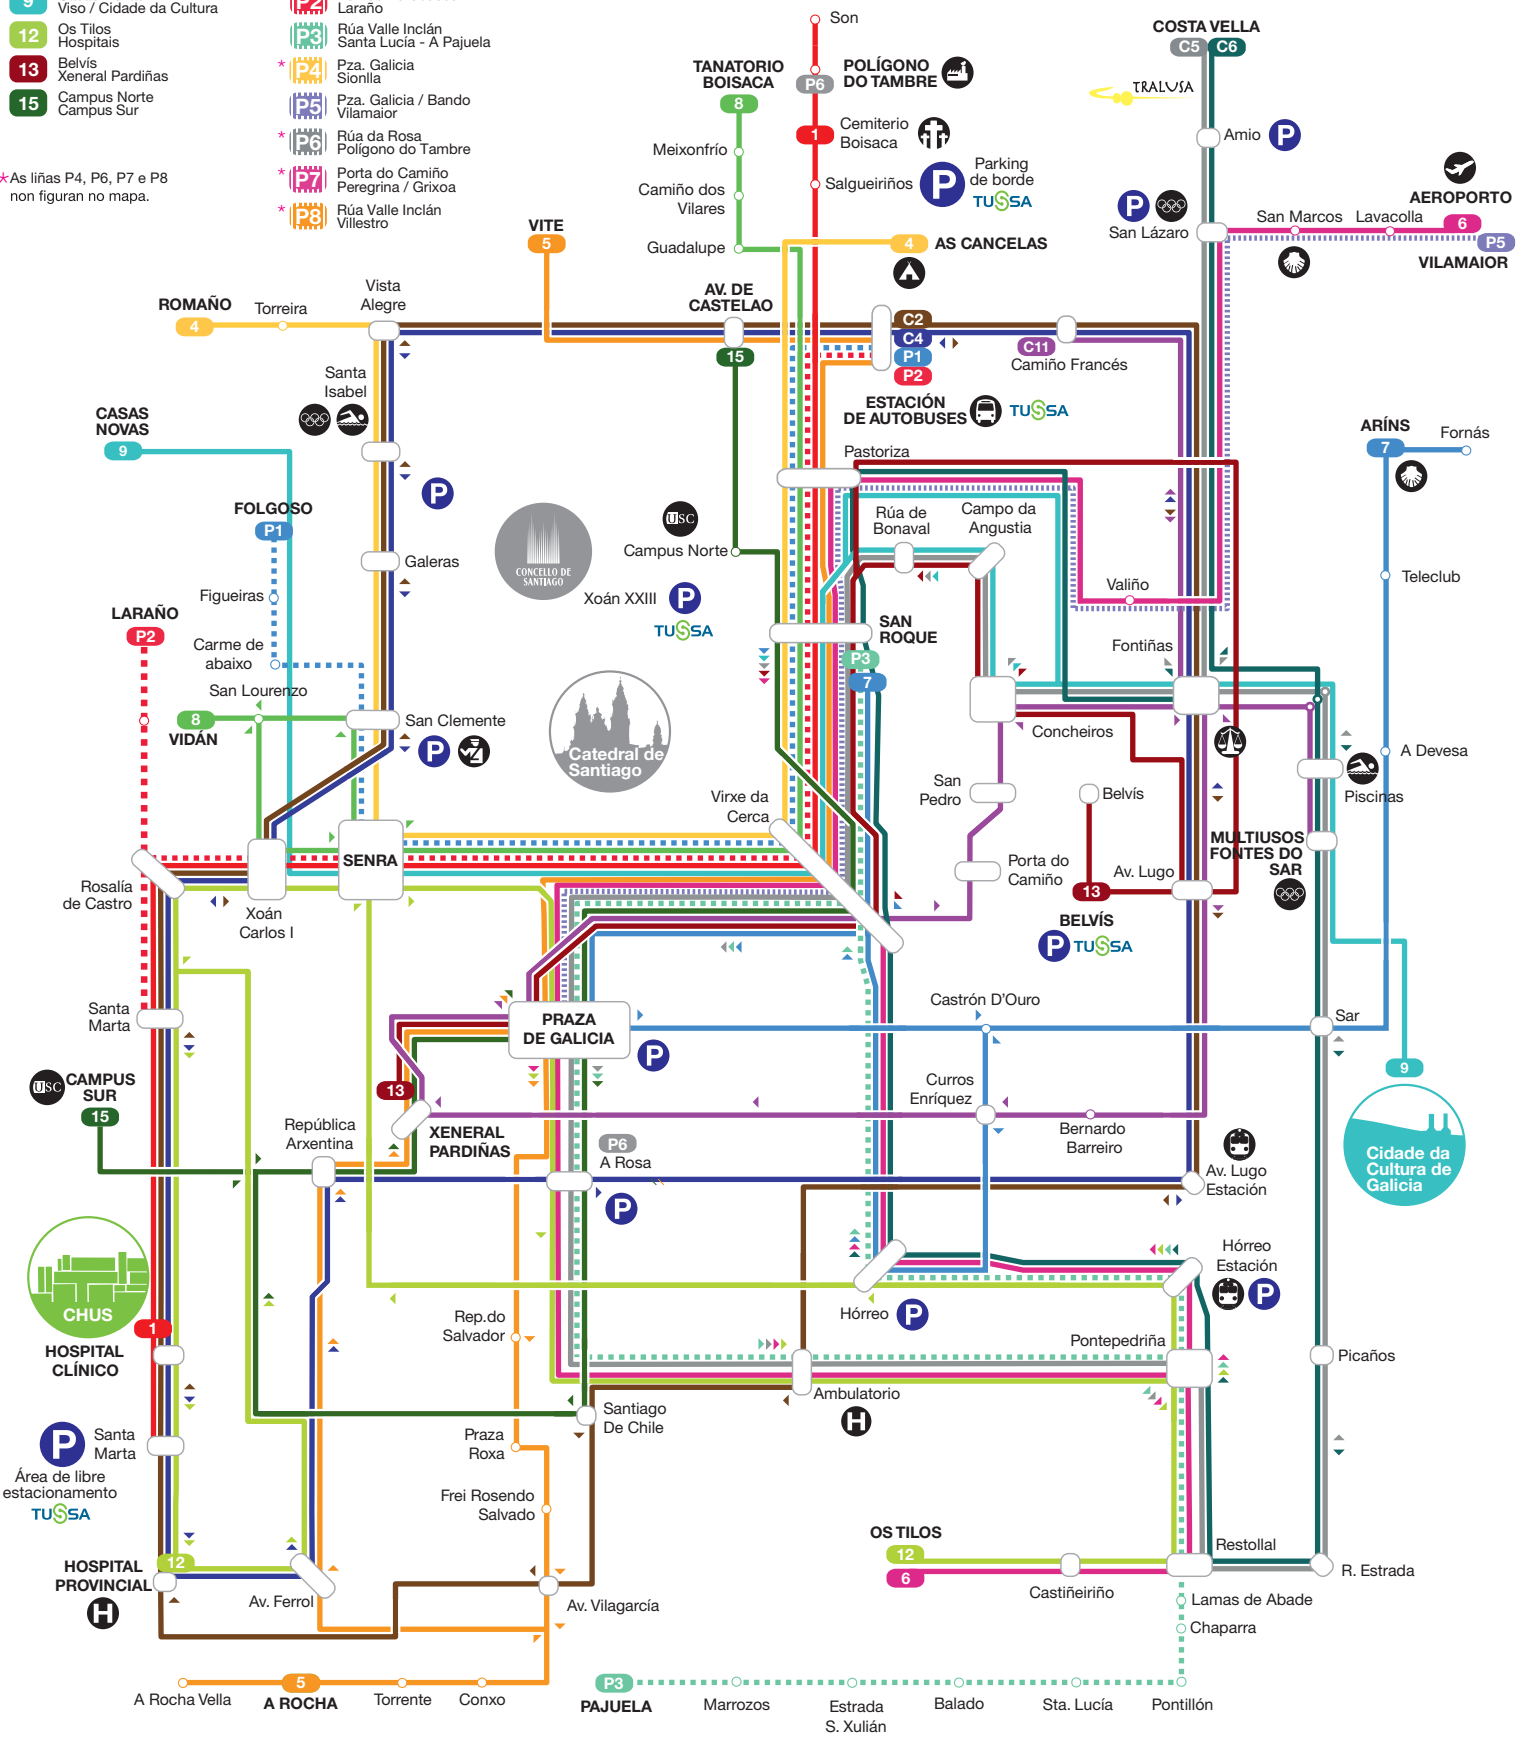 9
Viso / Cidade da Cultura
12
Os Tilos
Hospitais
13
Belvís
Xeneral Pardiñas
15
Campus Norte
Campus Sur
*As liñas P4, P6, P7 e P8
non figuran no mapa.
P2
Laraño
P3
Rúa Valle Inclán
Santa Lucía - A Pajuela
* P4
Pza. Galicia
Sionlla
P5
Pza. Galicia / Bando
Vilamaior
* P6
Rúa da Rosa
Polígono do Tambre
* P7
Porta do Camiño
Peregrina / Grixoa
* P8
Rúa Valle Inclán
Villestro
Son
P6
POLÍGONO
DO TAMBRE
TANATORIO
BOISACA
8
1
Cemiterio
Boisaca
Meixonfrío
Camiño dos
Vilares
Guadalupe
Salgueiriños
P
Parking
de borde
TUSSA
COSTA VELLA
C5
C6
TRALUSA
Amio
P
P
San Lázaro
San Marcos
Lavacolla
AEROPORTO
6
P5
VILAMAIOR
VITE
5
4
AS CANCELAS
ROMAÑO
4
Torreira
Vista
Alegre
AV. DE
CASTELAO
15
C2
C4
P1
P2
C11
Camiño Francés
ESTACIÓN
DE AUTOBUSES
TUSSA
Santa
Isabel
CASAS
NOVAS
9
P
FOLGOSO
P1
Galeras
Figueiras
CONCELLO DE
SANTIAGO
USC
Campus Norte
Xoán XXIII
P
TUSSA
Pastoriza
Rúa de
Bonaval
Campo da
Angustia
Valiño
ARÍNS
7
Fornás
Teleclub
A Devesa
LARAÑO
P2
Carme de
abaixo
San Lourenzo
8
VIDÁN
San Clemente
P
Catedral de
Santiago
SAN
ROQUE
P3
7
Fontiñas
Concheiros
San
Pedro
Belvís
Piscinas
MULTIUSOS
FONTES DO
SAR
Virxe da
Cerca
SENRA
Porta do
Camiño
Av. Lugo
13
BELVÍS
P
TUSSA
Rosalía
de Castro
Xoán
Carlos I
Santa
Marta
PRAZA
DE GALICIA
P
Castrón D'Ouro
Sar
9
USC
CAMPUS
SUR
15
13
República
Arxentina
XENERAL
PARDIÑAS
Curros
Enríquez
Bernardo
Barreiro
P6
A Rosa
P
Av. Lugo
Estación
Cidade da
Cultura de
Galicia
CHUS
1
HOSPITAL
CLÍNICO
Hórreo
P
Hórreo
Estación
P
Rep.do
Salvador
Pontepedriña
Picaños
Ambulatorio
H
Santiago
De Chile
Praza
Roxa
P
Santa
Marta
Área de libre
estacionamento
TUSSA
Frei Rosendo
Salvado
OS TILOS
12
6
Castiñeiriño
Restollal
R. Estrada
HOSPITAL
PROVINCIAL
12
H
Av. Ferrol
Av. Vilagarcía
Lamas de Abade
Chaparra
A Rocha Vella
5
A ROCHA
Torrente
Conxo
P3
PAJUELA
Marrozos
Estrada
S. Xulián
Balado
Sta. Lucía
Pontillón